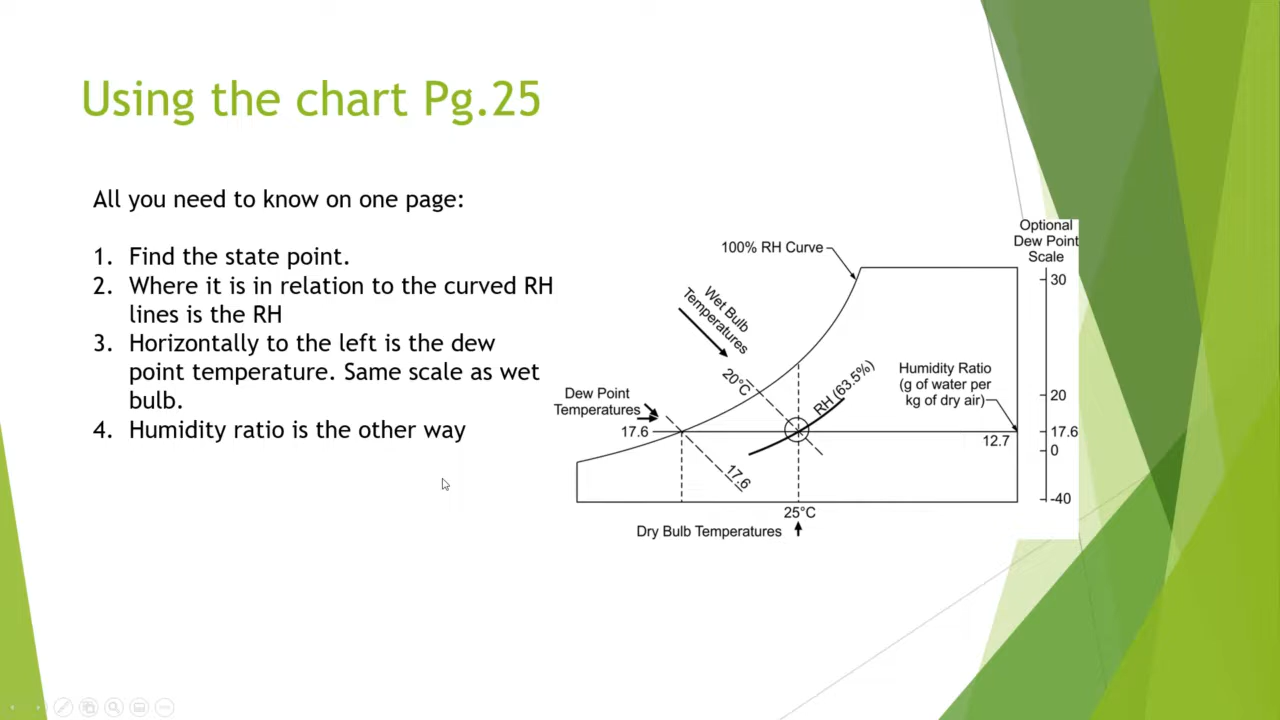 Using the chart Pg.25
All you need to know on one page:
1. Find the state point.
2. Where it is in relation to the curved RH
lines is the RH
3. Horizontally to the left is the dew
point temperature. Same scale as wet
bulb.
4. Humidity ratio is the other way
Optional
Dew Point
Scale
100% RH Curve
30
Wet Bulb
Temperatures
20°C
RH (63.5%)
Humidity Ratio
(g of water per
kg of dry air)
20
Dew Point
Temperatures
17.6
17.6
12.7
17.6
0
-40
25°C
Dry Bulb Temperatures